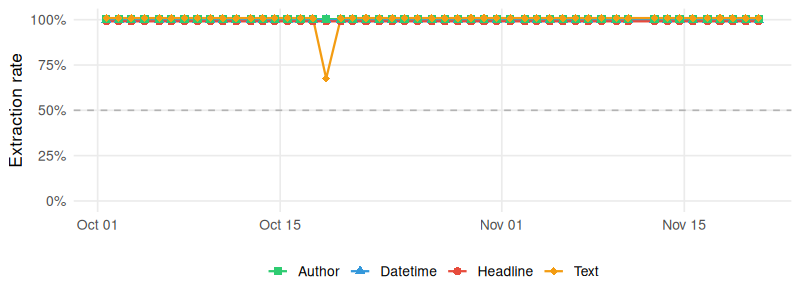 Extraction rate
100%
75%
50%
25%
0%
Oct 01 Oct 15 Nov 01 Nov 15
Author Datetime Headline Text